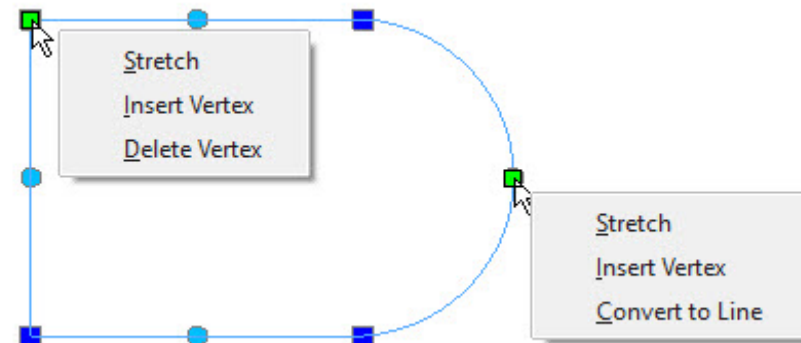 Stretch
Insert Vertex
Delete Vertex
Stretch
Insert Vertex
Convert to Line